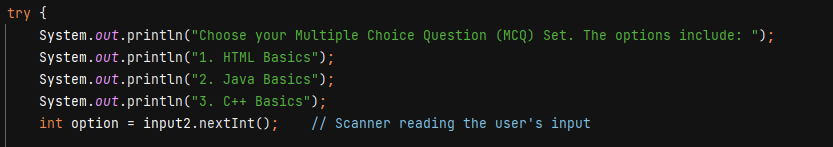 try {
    System.out.println("Choose your Multiple Choice Question (MCQ) Set. The options include: ");
    System.out.println("1. HTML Basics");
    System.out.println("2. Java Basics");
    System.out.println("3. C++ Basics");
    int option = input2.nextInt();    // Scanner reading the user's input